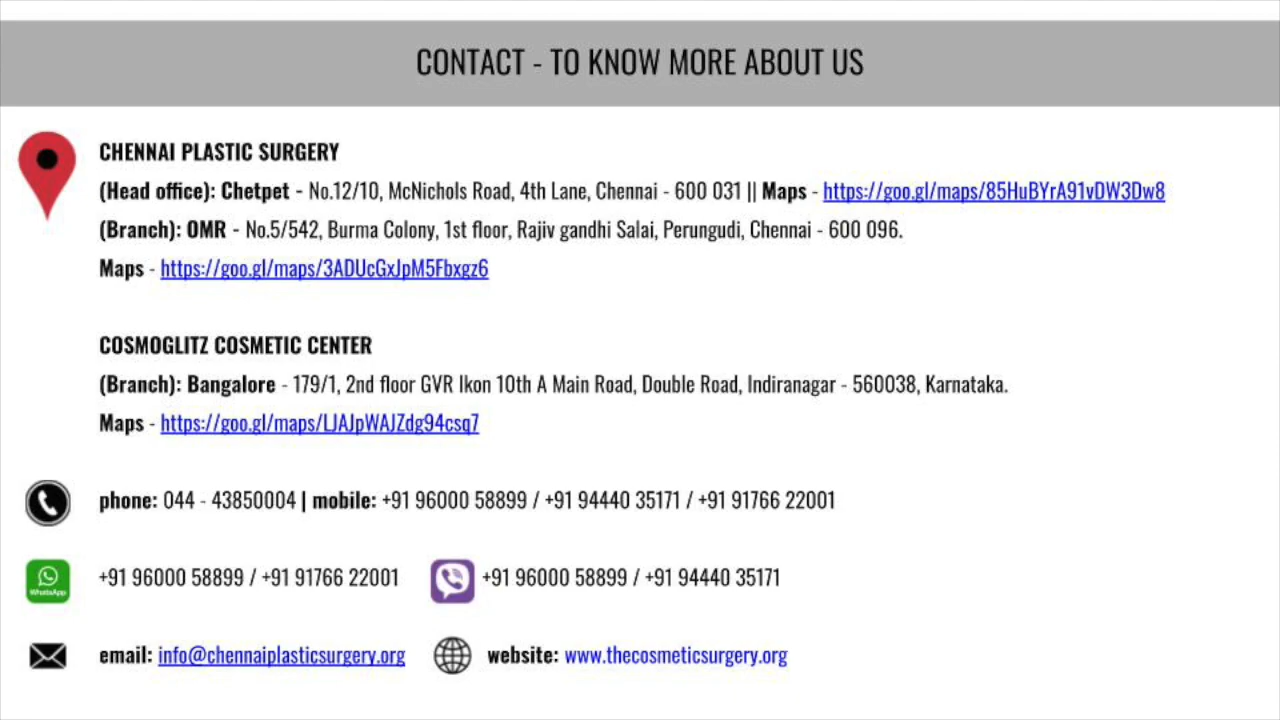 CONTACT - TO KNOW MORE ABOUT US
CHENNAI PLASTIC SURGERY
(Head office): Chetpet - No.12/10, McNichols Road, 4th Lane, Chennai - 600 031 || Maps - https://goo.gl/maps/85HuBYrA91vDW3Dw8
(Branch): OMR - No.5/542, Burma Colony, 1st floor, Rajiv gandhi Salai, Perungudi, Chennai - 600 096.
Maps - https://goo.gl/maps/3ADUcGxJpM5Fbxgz6
COSMOGLITZ COSMETIC CENTER
(Branch): Bangalore - 179/1, 2nd floor GVR Ikon 10th A Main Road, Double Road, Indiranagar - 560038, Karnataka.
Maps - https://goo.gl/maps/LJAJpWAJZdg94csq7
phone: 044 - 43850004 | mobile: +91 96000 58899 / +91 94440 35171 / +91 91766 22001
WhatsApp +91 96000 58899 / +91 91766 22001 +91 96000 58899 / +91 94440 35171
email: info@chennaiplasticsurgery.org website: www.thecosmeticsurgery.org